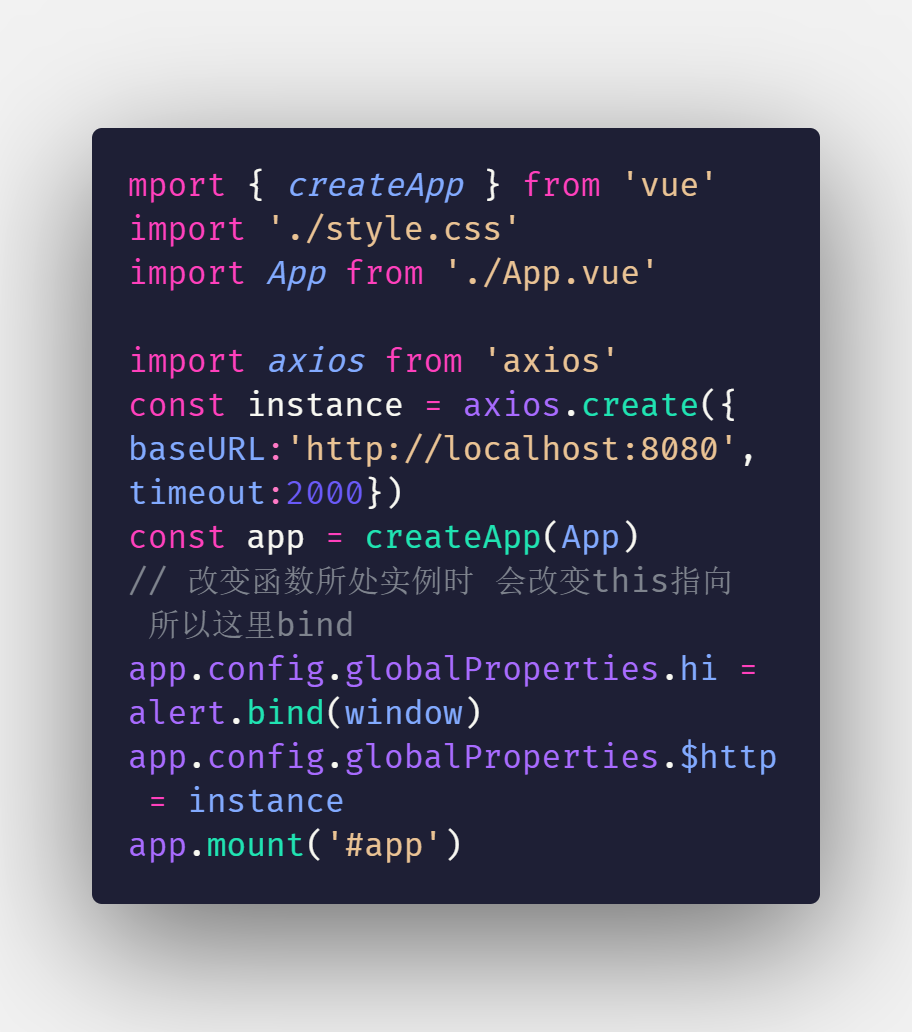 mport { createApp } from 'vue'
import './style.css'
import App from './App.vue'

import axios from 'axios'
const instance = axios.create({
baseURL:'http://localhost:8080',
timeout:2000})
const app = createApp(App)
// 改变函数所处实例时 会改变this指向
 所以这里bind
app.config.globalProperties.hi =
alert.bind(window)
app.config.globalProperties.$http
 = instance
app.mount('#app')